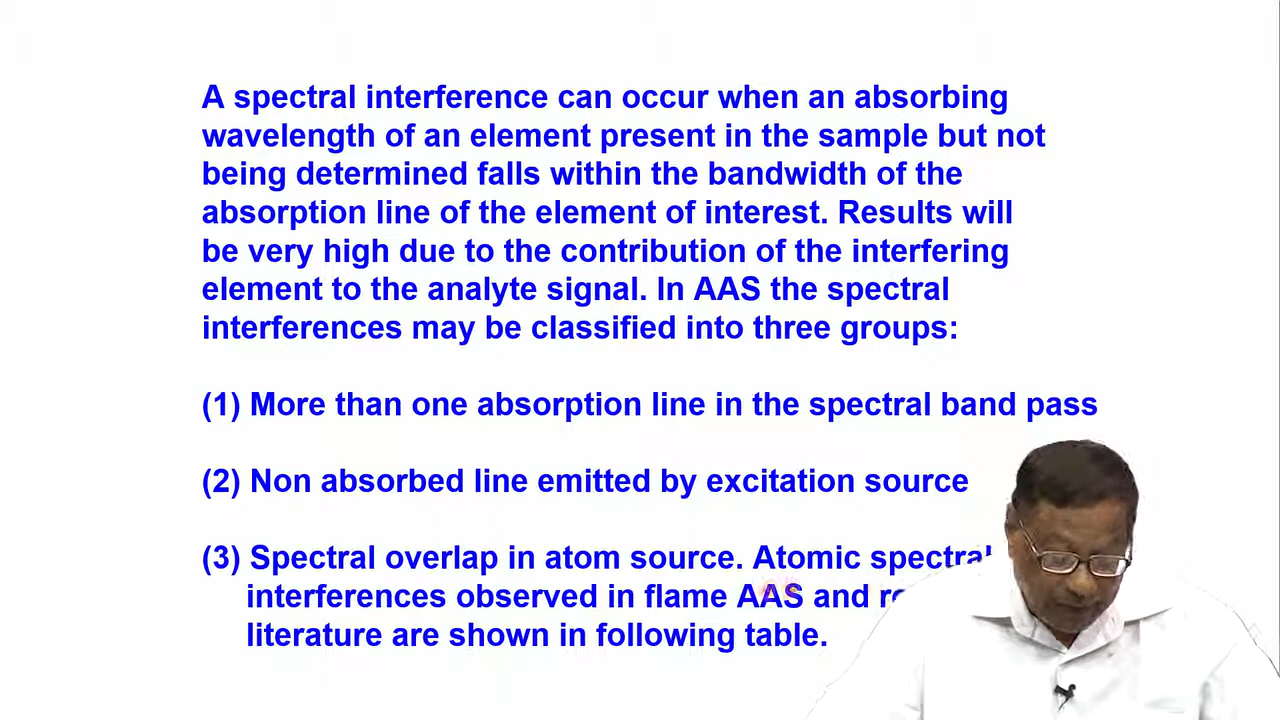 A spectral interference can occur when an absorbing
wavelength of an element present in the sample but not
being determined falls within the bandwidth of the
absorption line of the element of interest. Results will
be very high due to the contribution of the interfering
element to the analyte signal. In AAS the spectral
interferences may be classified into three groups:
(1) More than one absorption line in the spectral band pass
(2) Non absorbed line emitted by excitation source
(3) Spectral overlap in atom source. Atomic spectral
interferences observed in flame AAS and
literature are shown in following table.